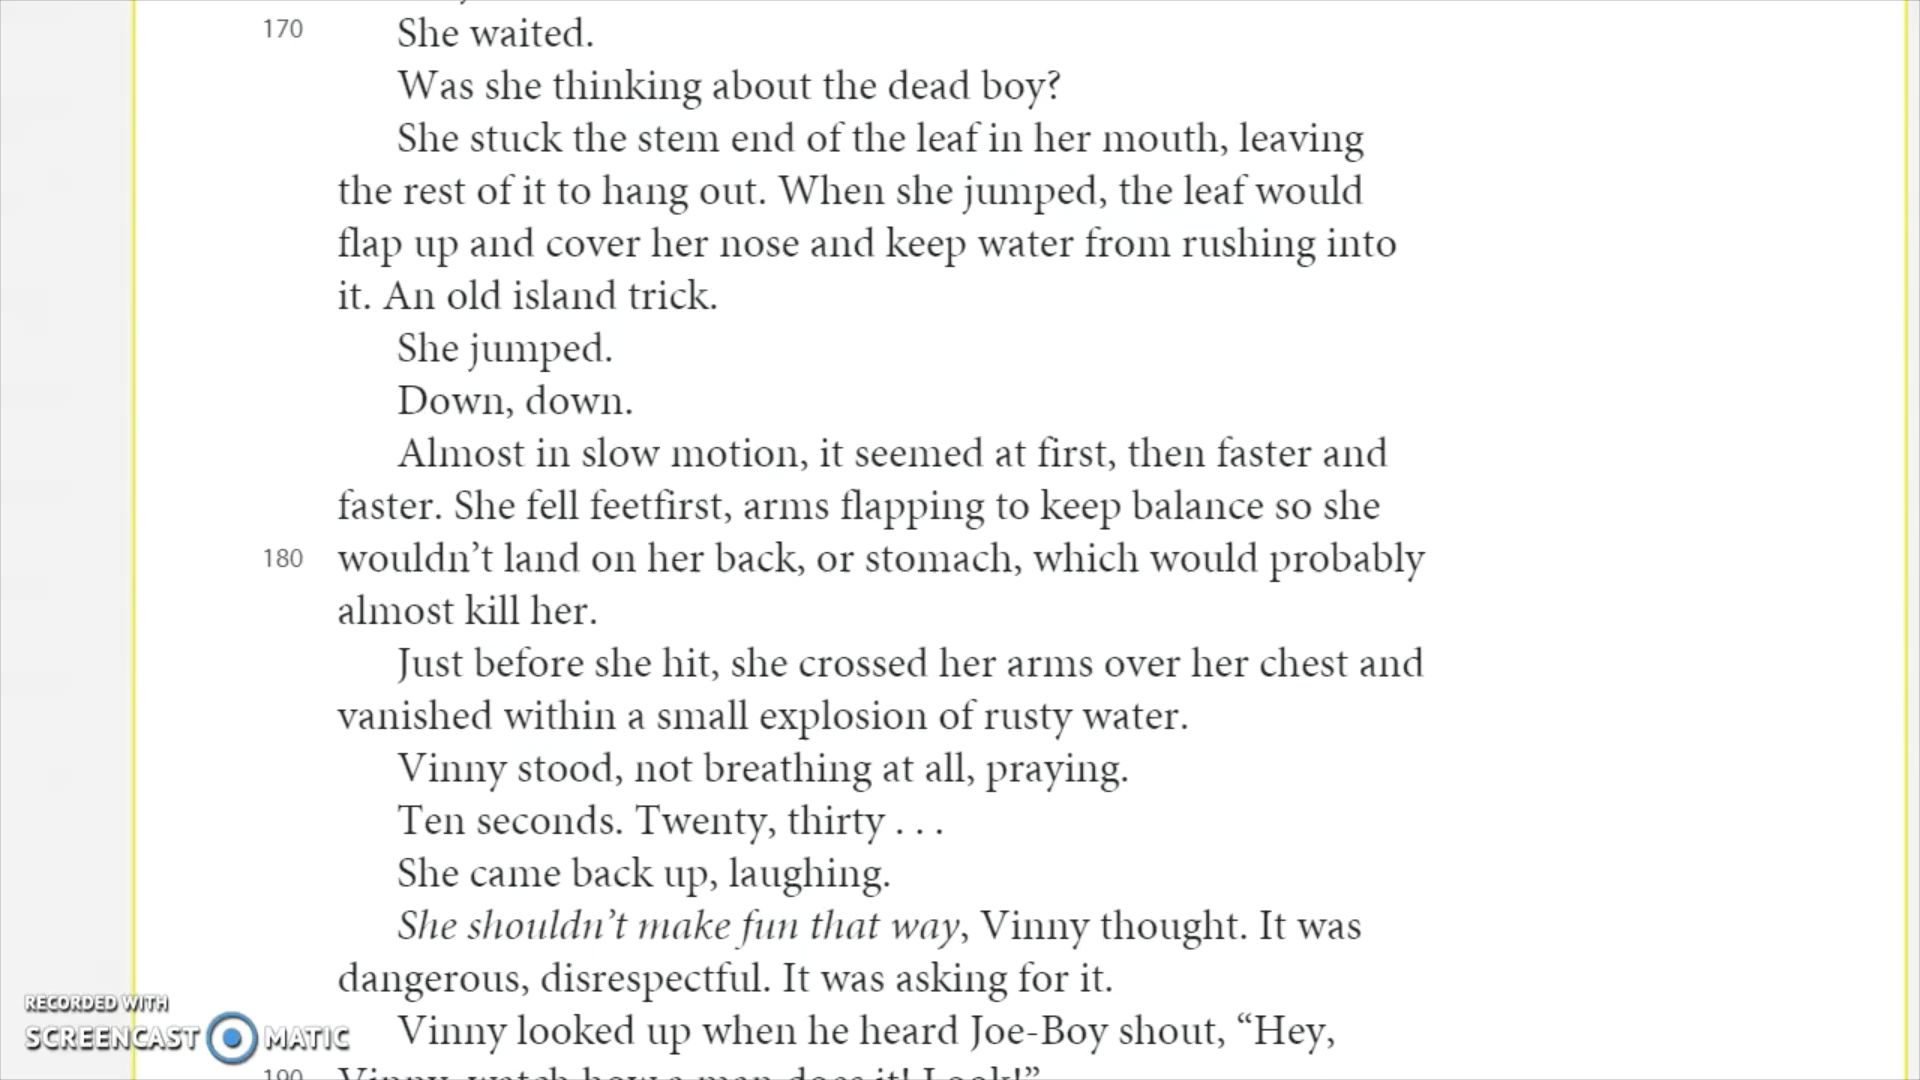 170 She waited.
Was she thinking about the dead boy?
She stuck the stem end of the leaf in her mouth, leaving
the rest of it to hang out. When she jumped, the leaf would
flap up and cover her nose and keep water from rushing into
it. An old island trick.
She jumped.
Down, down.
Almost in slow motion, it seemed at first, then faster and
faster. She fell feetfirst, arms flapping to keep balance so she
180 wouldn’t land on her back, or stomach, which would probably
almost kill her.
Just before she hit, she crossed her arms over her chest and
vanished within a small explosion of rusty water.
Vinny stood, not breathing at all, praying.
Ten seconds. Twenty, thirty . . .
She came back up, laughing.
She shouldn’t make fun that way, Vinny thought. It was
dangerous, disrespectful. It was asking for it.
Vinny looked up when he heard Joe-Boy shout, “Hey,
190 Vinny, watch how a man does it! Look!”
RECORDED WITH
SCREENCAST MATIC